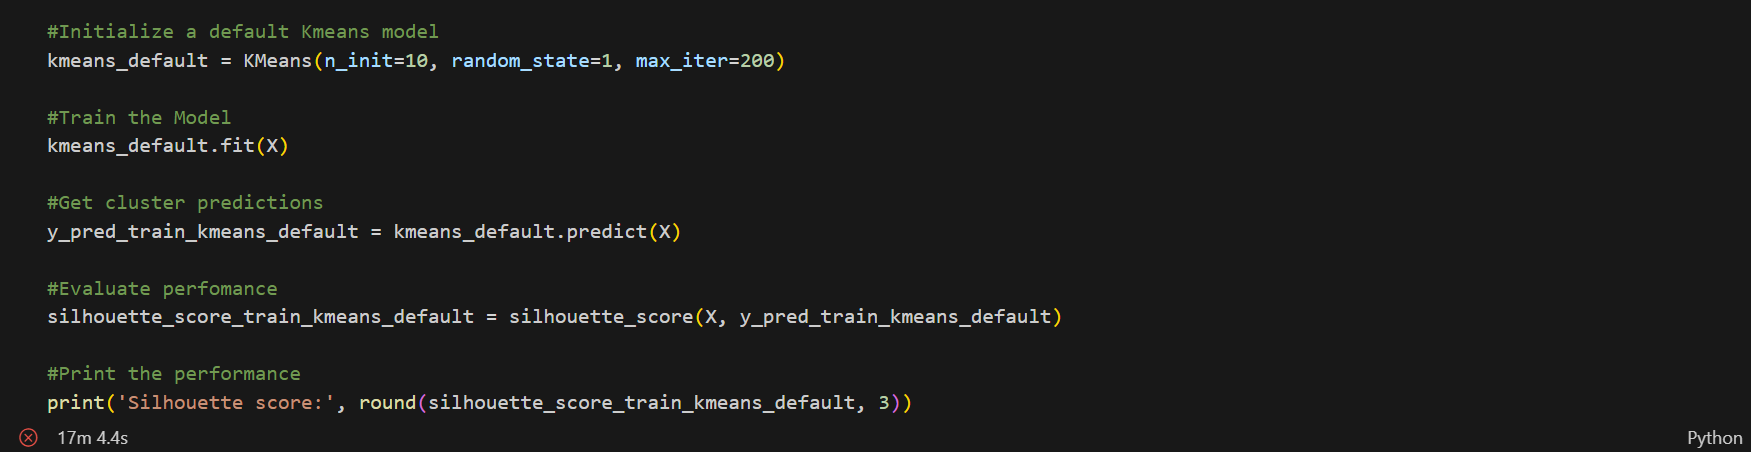 #Initialize a default Kmeans model
kmeans_default = KMeans(n_init=10, random_state=1, max_iter=200)
#Train the Model
kmeans_default.fit(X)
#Get cluster predictions
y_pred_train_kmeans_default = kmeans_default.predict(X)
#Evaluate perfomance
silhouette_score_train_kmeans_default = silhouette_score(X, y_pred_train_kmeans_default)
#Print the performance
print('Silhouette score:', round(silhouette_score_train_kmeans_default, 3))
17m 4.4s
Python